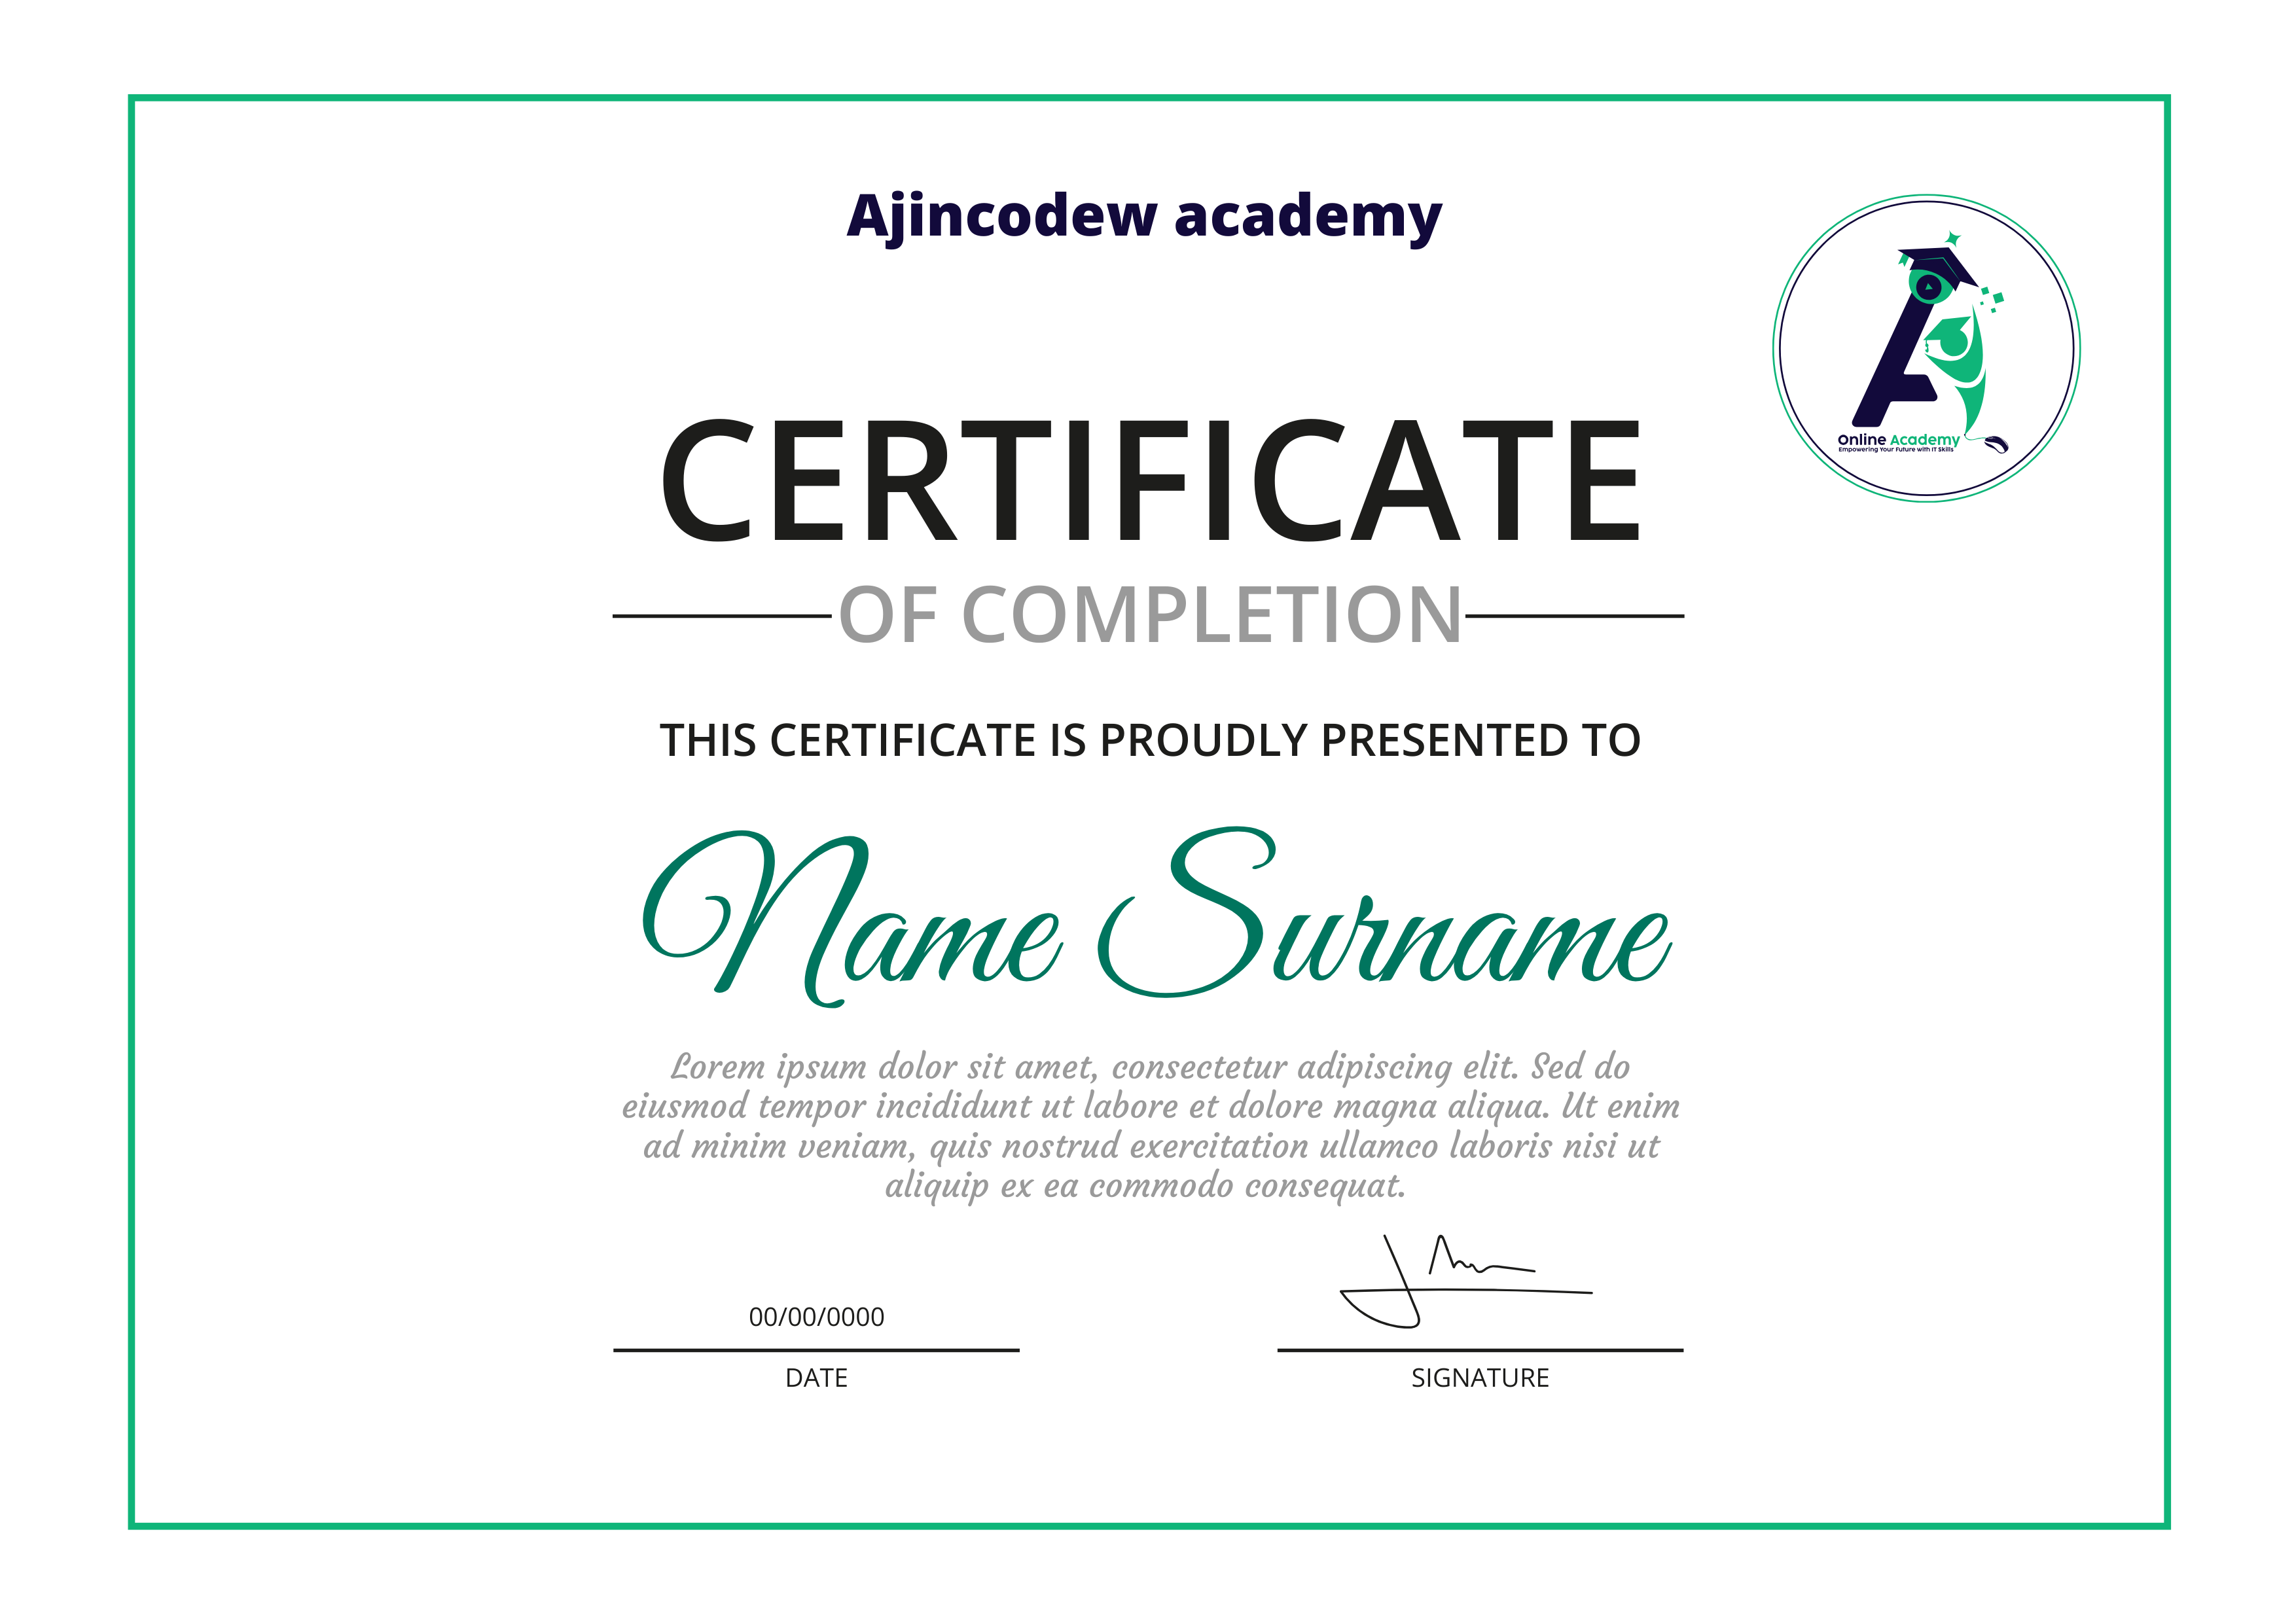 Ajincodew academy
Online Academy
Empowering Your Future with IT Skills
CERTIFICATE
OF COMPLETION
THIS CERTIFICATE IS PROUDLY PRESENTED TO
Name Surname
Lorem ipsum dolor sit amet, consectetur adipiscing elit. Sed do
eiusmod tempor incididunt ut labore et dolore magna aliqua. Ut enim
ad minim veniam, quis nostrud exercitation ullamco laboris nisi ut
aliquip ex ea commodo consequat.
00/00/0000
DATE
SIGNATURE